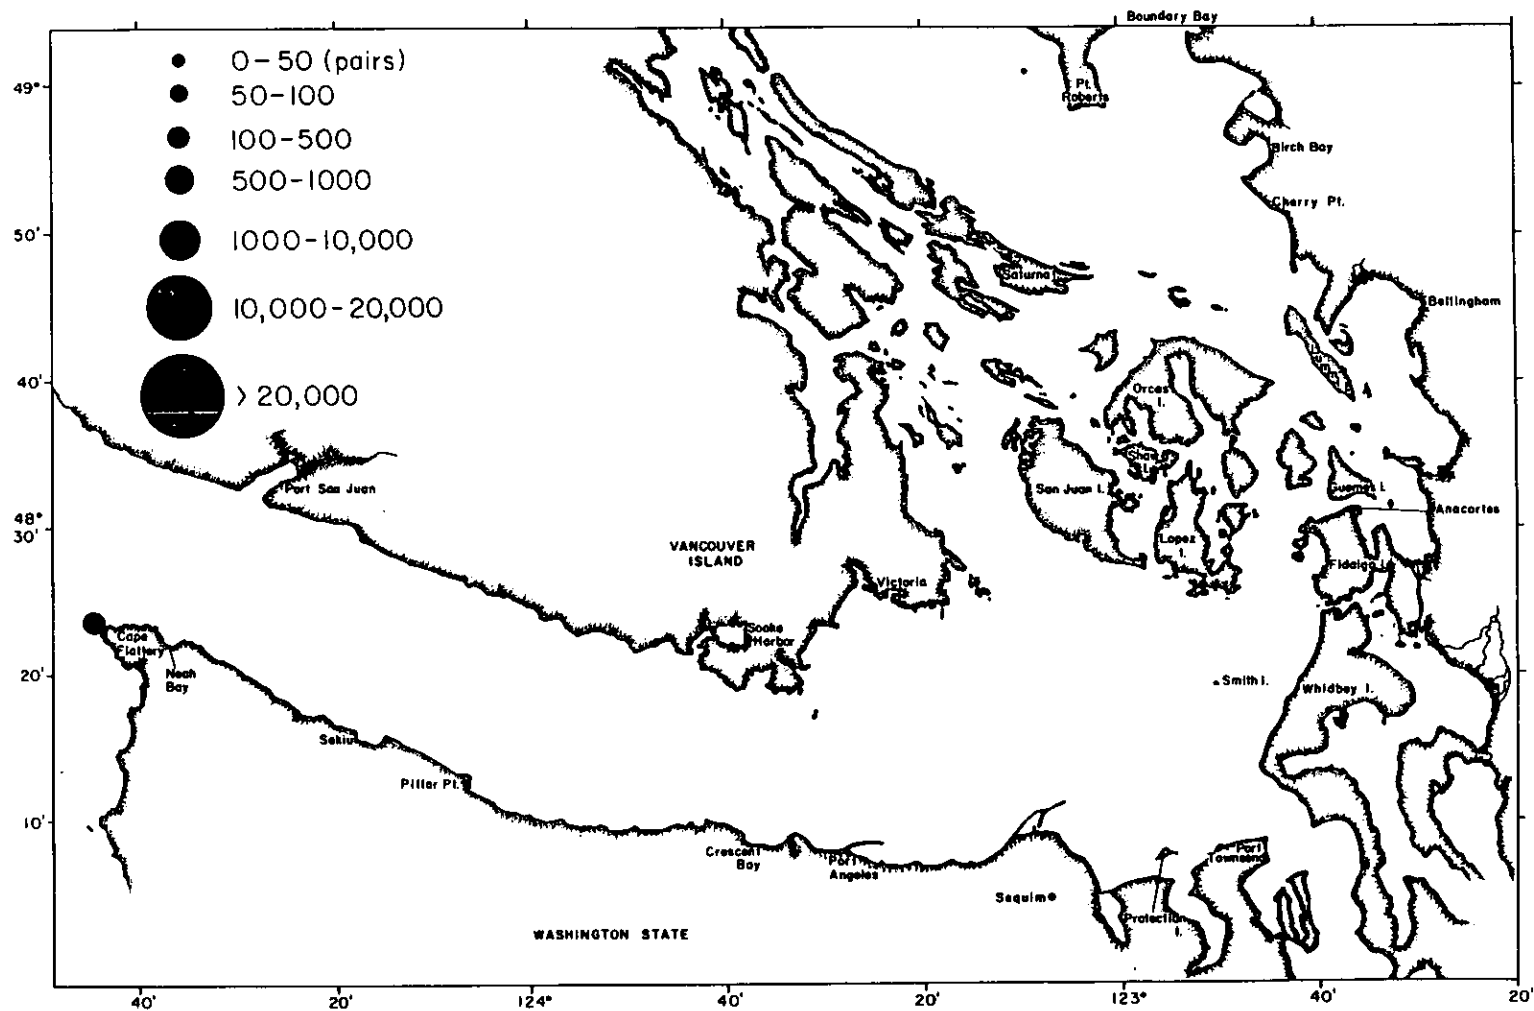 Boundary Bay
0-50 (pairs)
50-100
100-500
500-1000
1000-10,000
10,000-20,000
> 20,000
49°
50'
40'
48°
30'
20'
10'
Pt.
Roberts
Birch Bay
Cherry Pt.
Saturna I.
Bellingham
Orcas
I.
Shaw
I.
San Juan I.
Guemes I.
Anacortes
Lopez
I.
Fidalgo I.
Port San Juan
VANCOUVER
ISLAND
Victoria
Sooke
Harbor
Cape
Flattery
Neah
Bay
Smith I.
Whidbey I.
Sekiu
Pillar Pt.
Crescent
Bay
Port
Angeles
Port
Townsend
Sequim
Protection
I.
WASHINGTON STATE
40'
20'
124°
40'
20'
123°
40'
20'